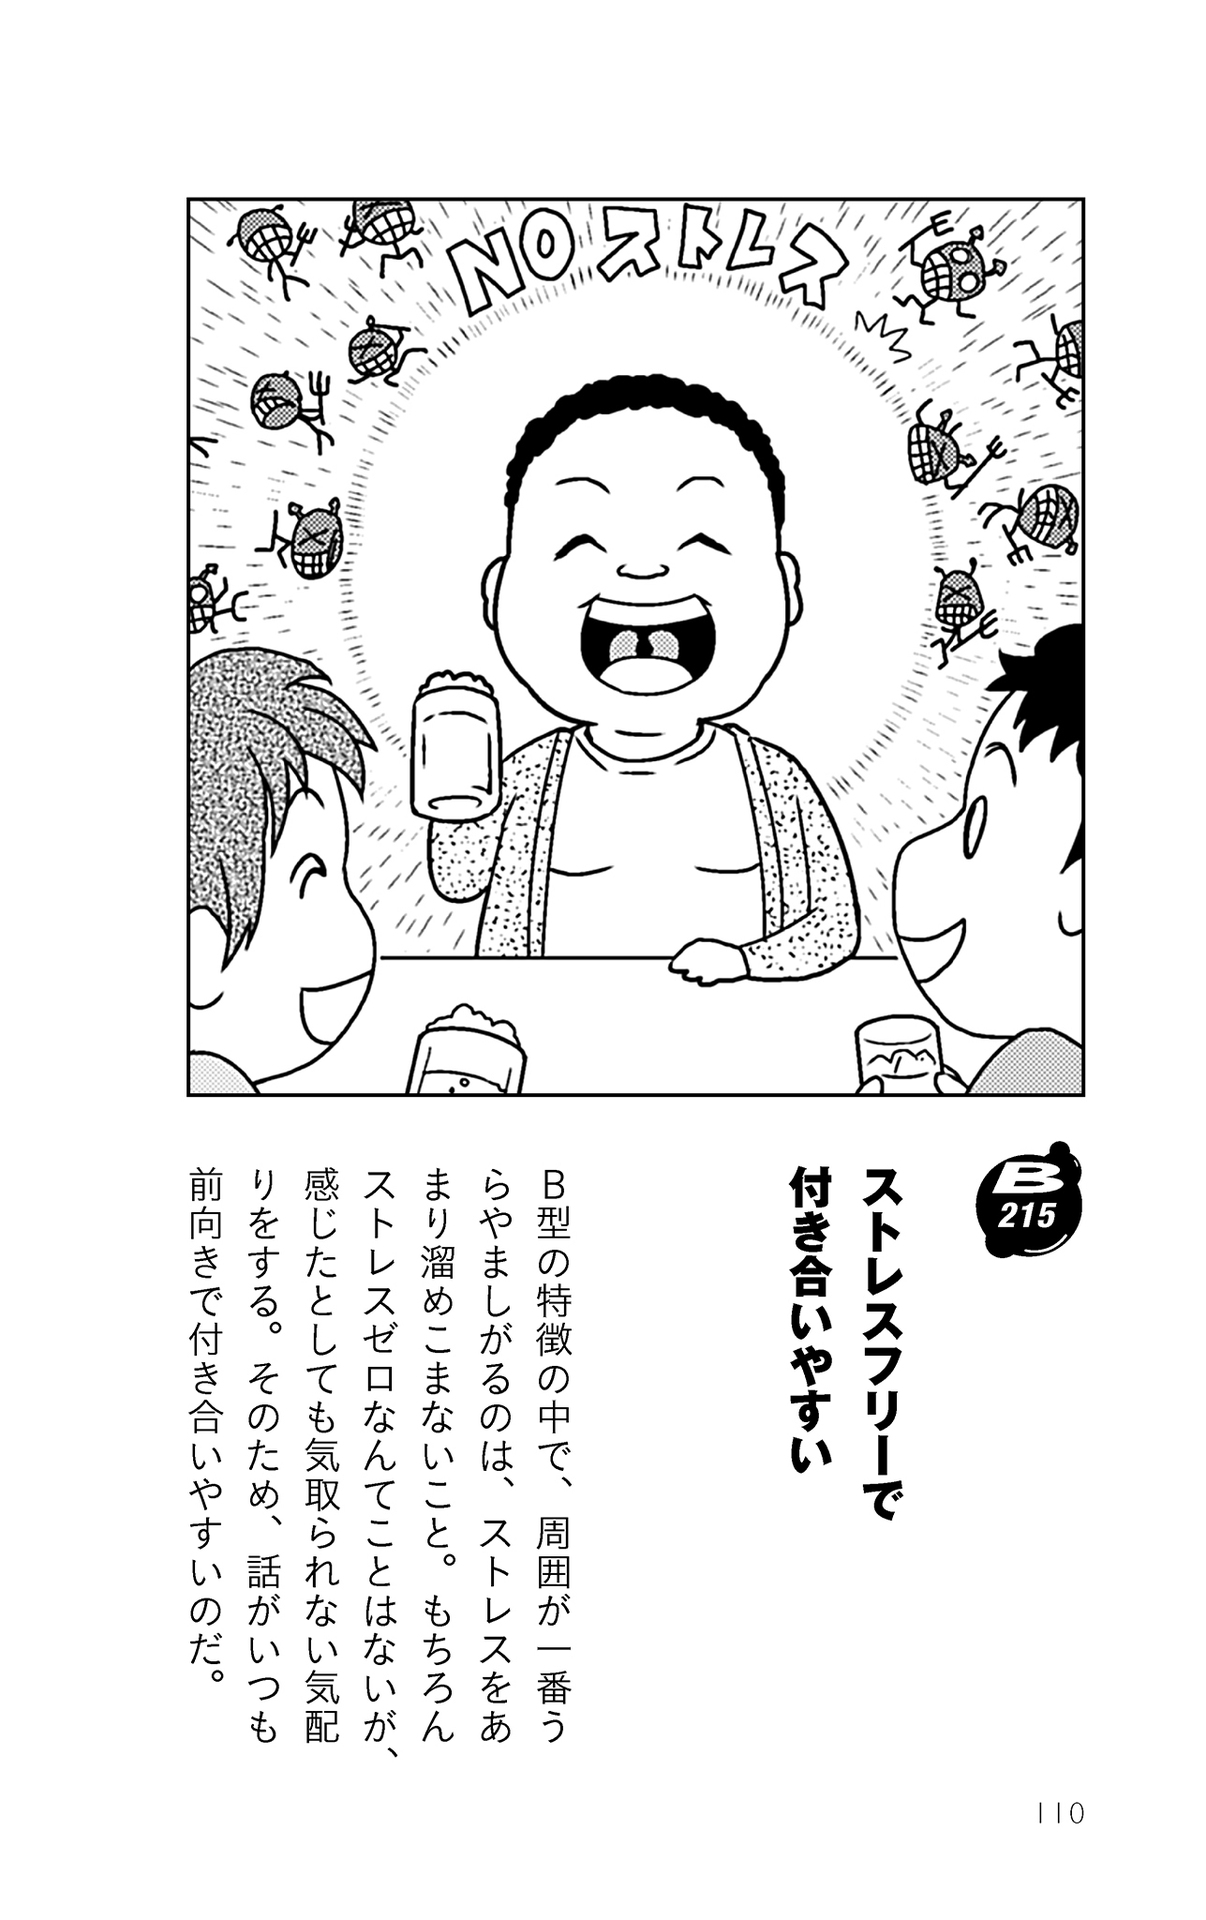 NOストレス
B
215
ストレスフリーで
付き合いやすい
B型の特徴の中で、周囲が一番う
らやましがるのは、ストレスをあ
まり溜めこまないこと。もちろん
ストレスゼロなんてことはないが、
感じたとしても気取られない気配
りをする。そのため、話がいつも
前向きで付き合いやすいのだ。
110